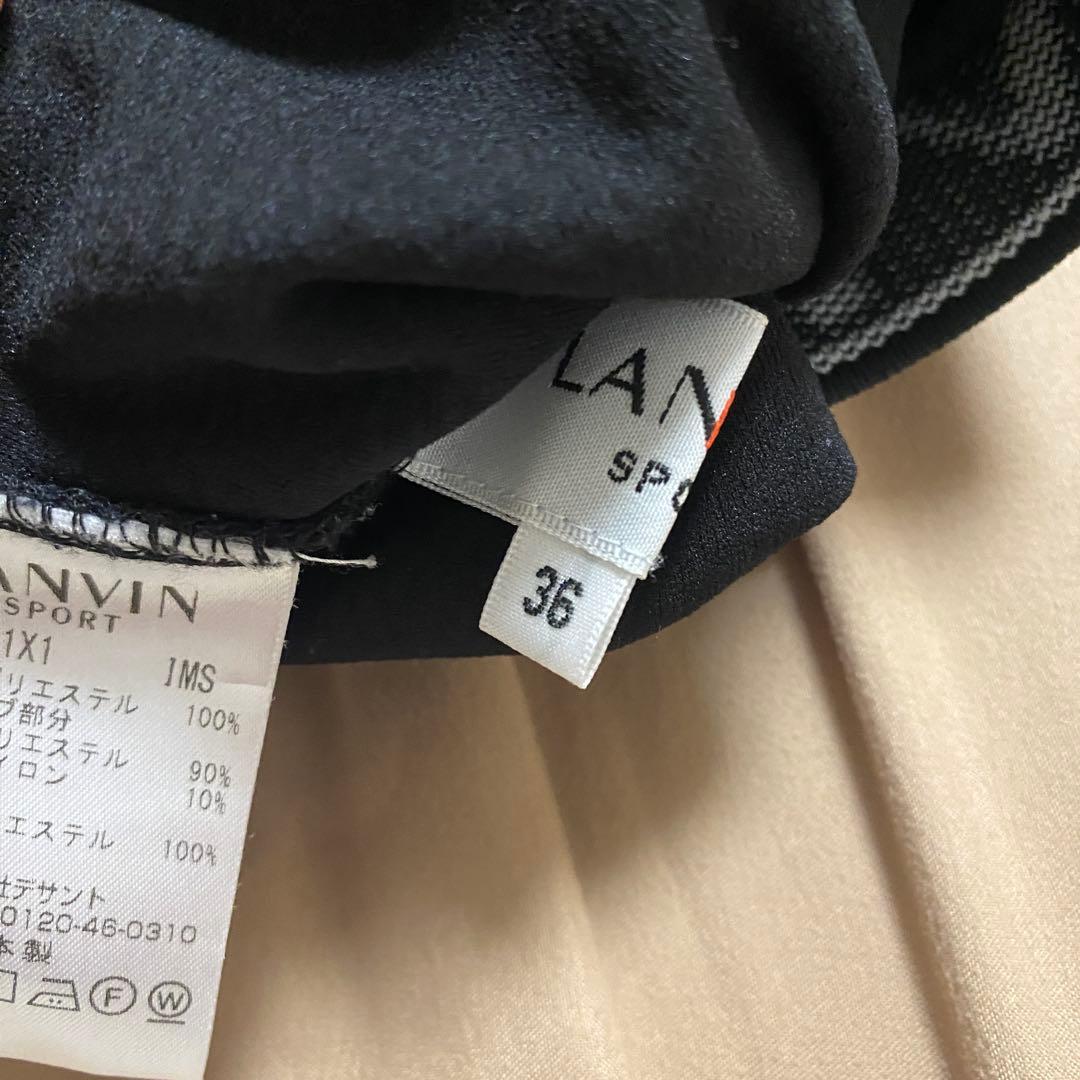 LAN
SPO
36
ANVIN
SPORT
1X1
1MS
リエステル 100%
プ部分
リエステル 90%
イロン 10%
エステル 100%
社デサント
0120-46-0310
本製
F W